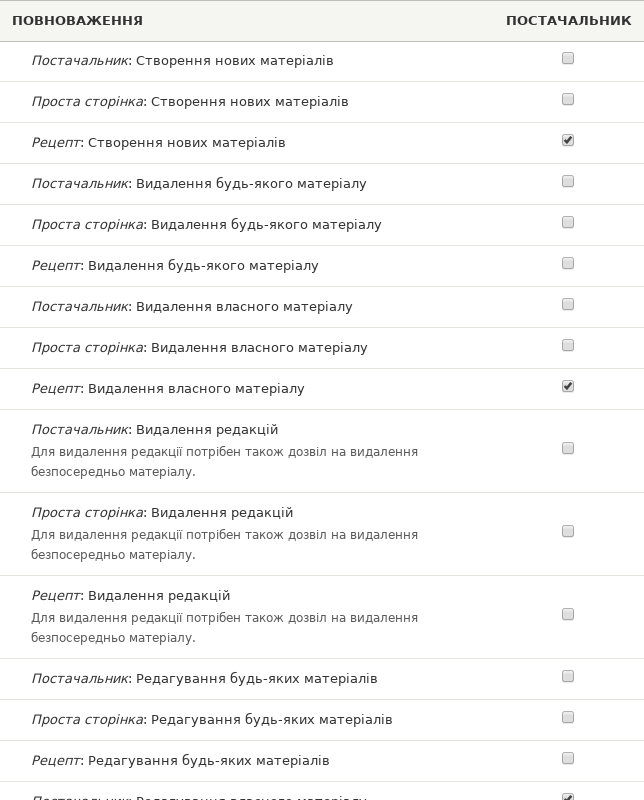 ПОВНОВАЖЕННЯ ПОСТАЧАЛЬНИК
Постачальник: Створення нових матеріалів
Проста сторінка: Створення нових матеріалів
Рецепт: Створення нових матеріалів
Постачальник: Видалення будь-якого матеріалу
Проста сторінка: Видалення будь-якого матеріалу
Рецепт: Видалення будь-якого матеріалу
Постачальник: Видалення власного матеріалу
Проста сторінка: Видалення власного матеріалу
Рецепт: Видалення власного матеріалу
Постачальник: Видалення редакцій
Для видалення редакції потрібен також дозвіл на видалення
безпосередньо матеріалу.
Проста сторінка: Видалення редакцій
Для видалення редакції потрібен також дозвіл на видалення
безпосередньо матеріалу.
Рецепт: Видалення редакцій
Для видалення редакції потрібен також дозвіл на видалення
безпосередньо матеріалу.
Постачальник: Редагування будь-яких матеріалів
Проста сторінка: Редагування будь-яких матеріалів
Рецепт: Редагування будь-яких матеріалів
Постачальник: Редагування власного матеріалу